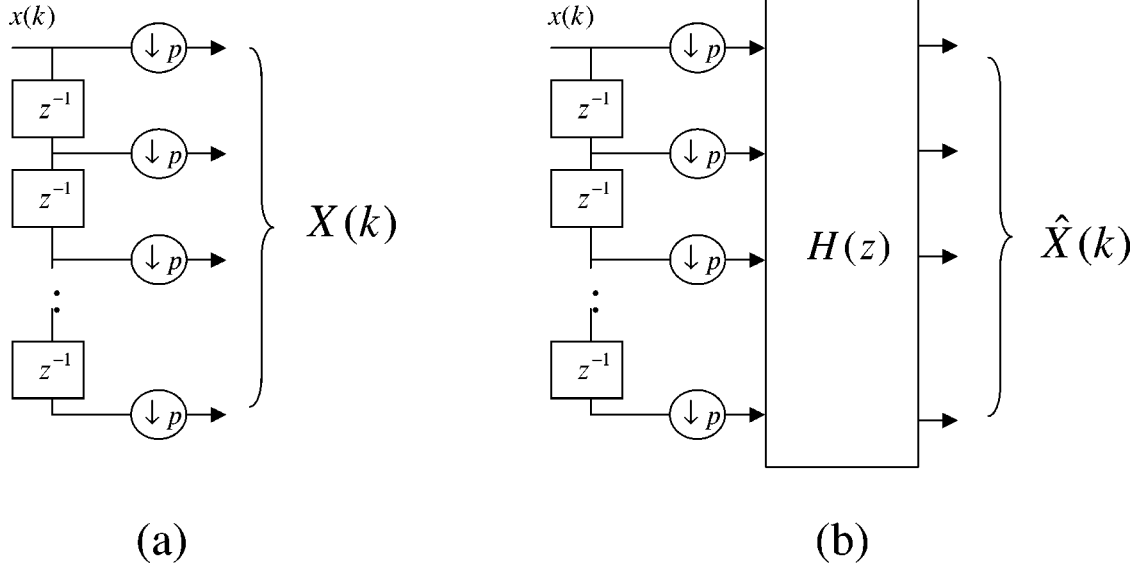 x(k) x(k)
↓ p ↓ p
z⁻¹ z⁻¹
↓ p ↓ p
z⁻¹ z⁻¹
X(k) H(z) X̂(k)
↓ p ↓ p
z⁻¹ z⁻¹
↓ p ↓ p
(a) (b)